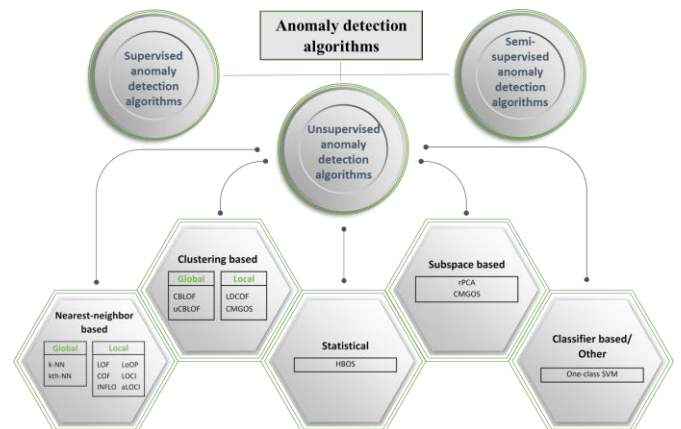 Anomaly detection
algorithms
Supervised
anomaly
detection
algorithms
Semi-
supervised
anomaly
detection
algorithms
Unsupervised
anomaly
detection
algorithms
Nearest-neighbor
based
Global
Local
k-NN
kth-NN
LOF LoOP
COF LOCI
INFLO aLOCI
Clustering based
Global
Local
CBLOF
uCBLOF
LDCOF
CMGOS
Statistical
HBOS
Subspace based
rPCA
CMGOS
Classifier based/
Other
One-class SVM